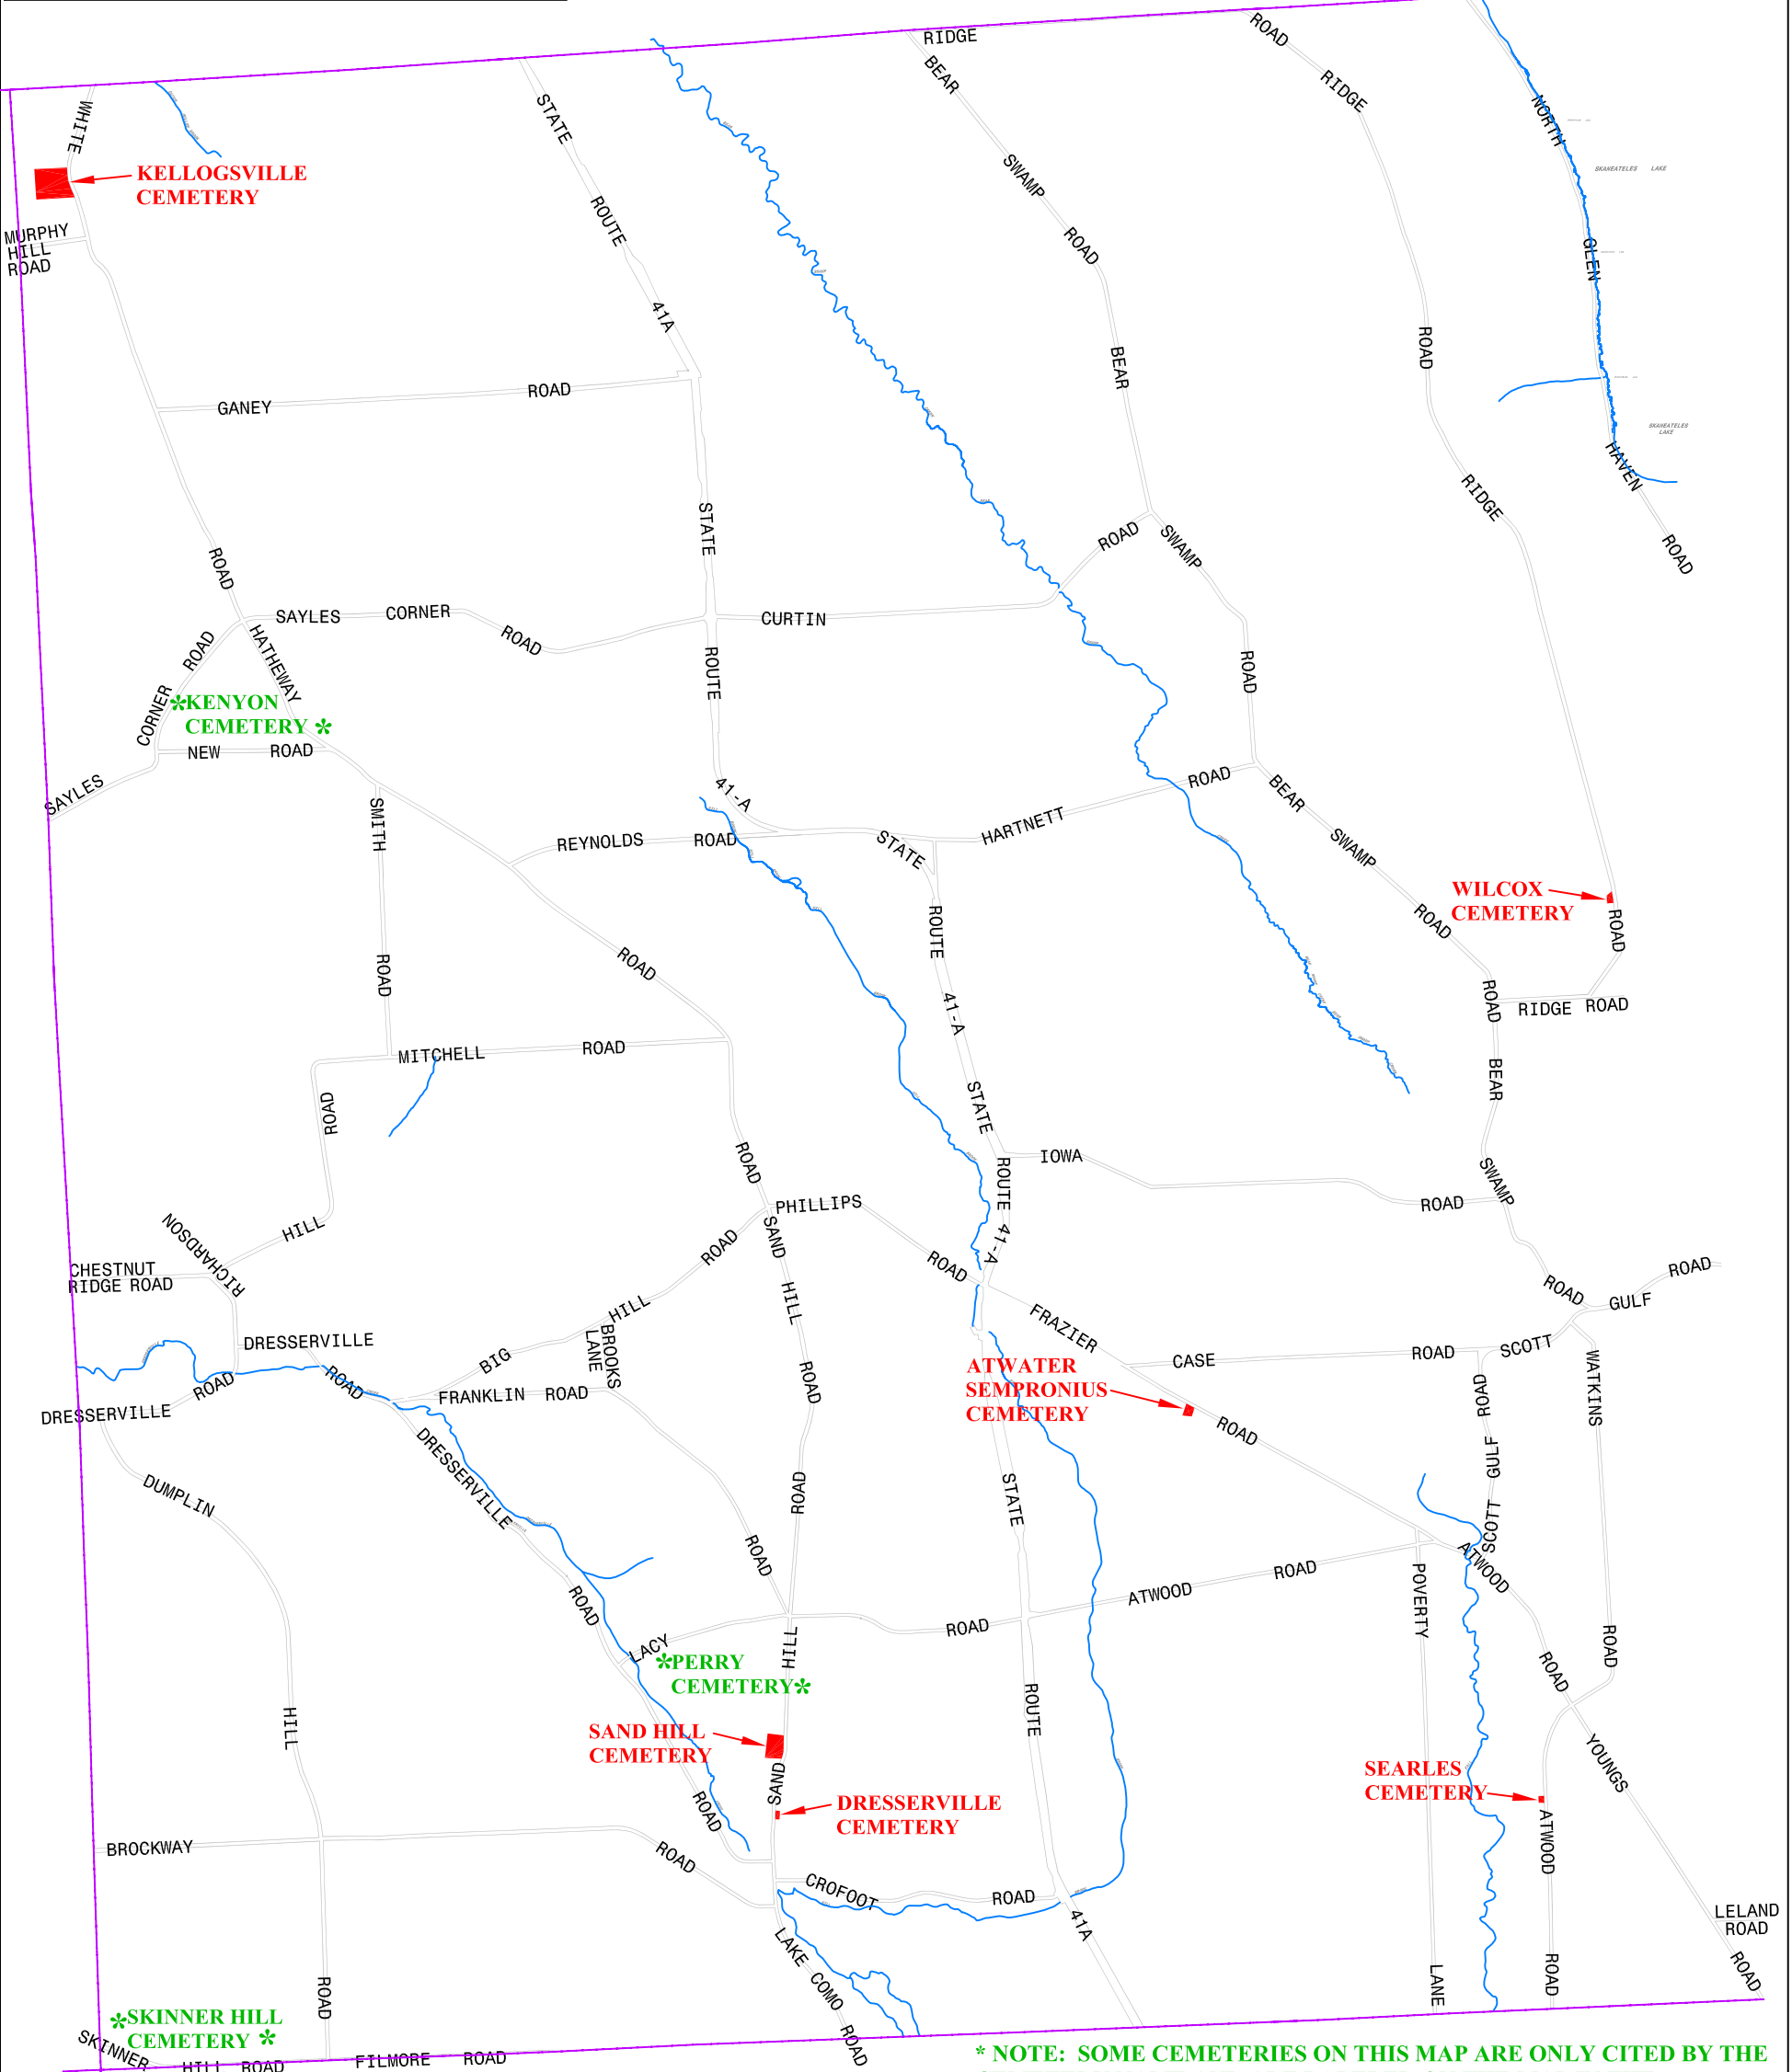 RIDGE
ROAD
RIDGE
BEAR
WHITE
STATE
NORTH
SKANEATELES LAKE
SWAMP
KELLOGSVILLE
CEMETERY
ROUTE
ROAD
MURPHY
HILL
ROAD
GLEN
41A
ROAD
BEAR
GANEY
ROAD
SKANEATELES
LAKE
HAVEN
RIDGE
STATE
ROAD
SWAMP
ROAD
ROAD
SAYLES
CORNER
ROAD
CURTIN
ROAD
HATHEWAY
ROUTE
ROAD
CORNER
*KENYON
CEMETERY *
NEW
ROAD
SAYLES
41-A
ROAD
BEAR
SMITH
REYNOLDS
ROAD
STATE
HARTNETT
SWAMP
WILCOX
CEMETERY
ROAD
ROUTE
ROAD
ROAD
ROAD
41-A
ROAD
RIDGE ROAD
MITCHELL
ROAD
BEAR
ROAD
STATE
ROAD
IOWA
ROUTE
SWAMP
ROAD
PHILLIPS
RICHARDSON
HILL
SAND
ROAD
41-A
ROAD
CHESTNUT
RIDGE ROAD
HILL
ROAD
ROAD
HILL
GULF
FRAZIER
DRESSERVILLE
BROOKS
LANE
BIG
CASE
ROAD
SCOTT
WATKINS
ATWATER
SEMPRONIUS
CEMETERY
ROAD
ROAD
FRANKLIN
ROAD
ROAD
ROAD
DRESSERVILLE
ROAD
DRESSERVILLE
GULF
DUMPLIN
ROAD
STATE
SCOTT
ROAD
ATWOOD
ROAD
ATWOOD
ROAD
POVERTY
LACY
ROAD
HILL
ROAD
*PERRY
CEMETERY*
ROAD
HILL
ROUTE
SAND HILL
CEMETERY
YOUNGS
SAND
SEARLES
CEMETERY
DRESSERVILLE
CEMETERY
ROAD
ATWOOD
BROCKWAY
ROAD
CROFOOT
ROAD
41A
LELAND
ROAD
LAKE
COMO
ROAD
ROAD
LANE
ROAD
ROAD
*SKINNER HILL
CEMETERY *
SKINNER
HILL
ROAD
FILMORE
ROAD
* NOTE: SOME CEMETERIES ON THIS MAP ARE ONLY CITED BY THE